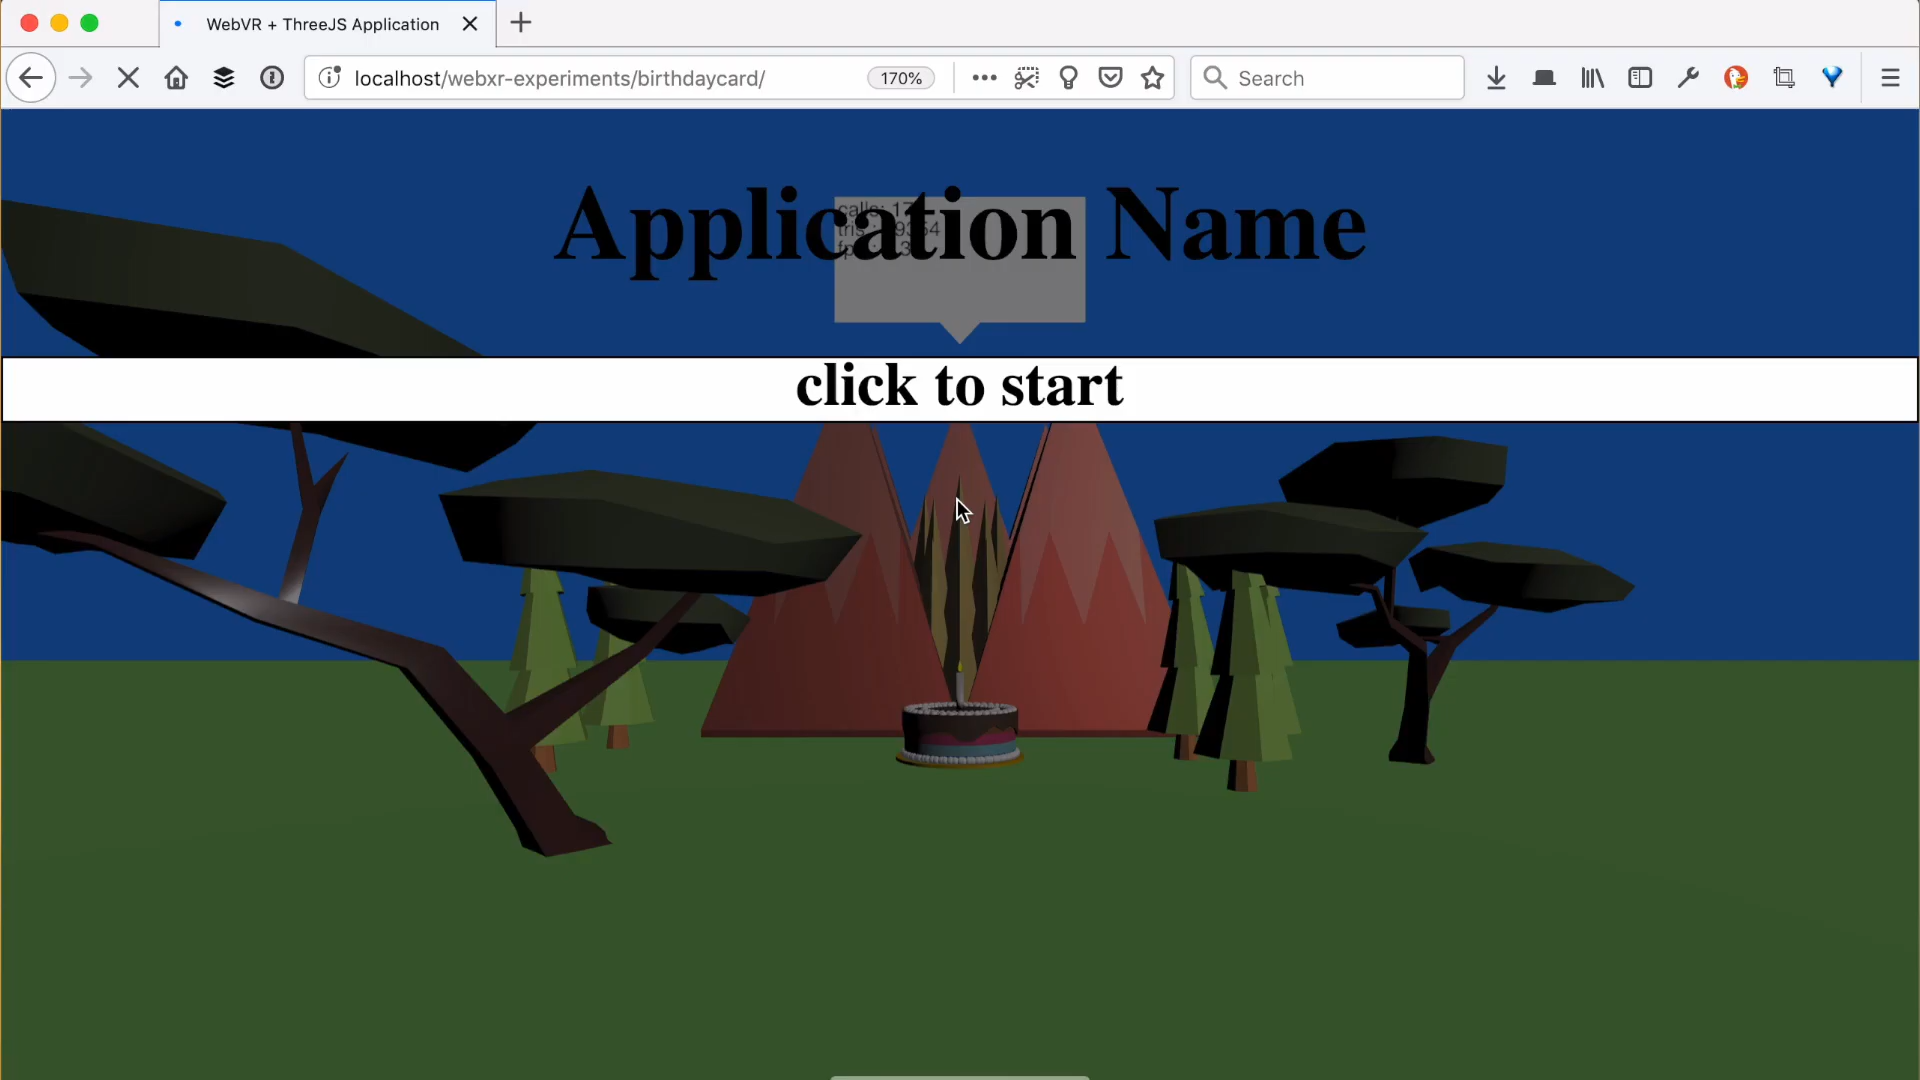 WebVR + ThreeJS Application
localhost/webxr-experiments/birthdaycard/
170%
Search
Application Name
click to start